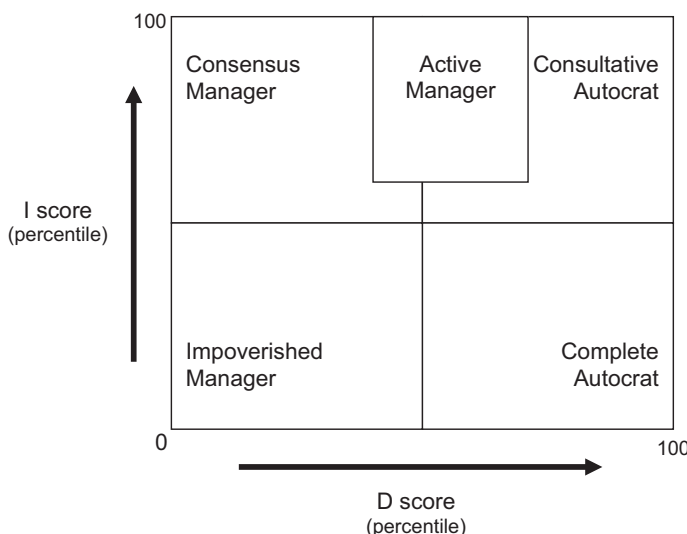 100
Consensus
Manager
Active
Manager
Consultative
Autocrat
I score
(percentile)
Impoverished
Manager
Complete
Autocrat
0
100
D score
(percentile)